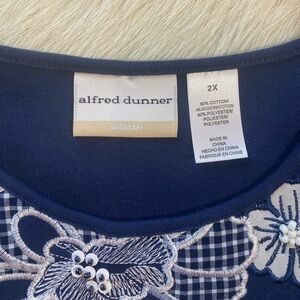 alfred dunner
WOMAN
2X
60% COTTON/
ALGODON/COTON
40% POLYESTER/
POLIESTER/
POLYESTER
MADE IN
CHINA
HECHO EN CHINA
FABRIQUE EN CHINE